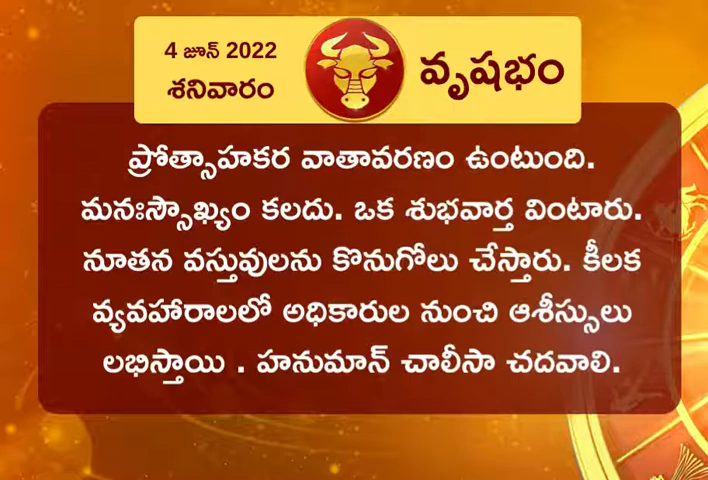 4 జూన్ 2022
శనివారం
వృషభం
ప్రోత్సాహకర వాతావరణం ఉంటుంది.
మనఃస్సౌఖ్యం కలదు. ఒక శుభవార్త వింటారు.
నూతన వస్తువులను కొనుగోలు చేస్తారు. కీలక
వ్యవహారాలలో అధికారుల నుంచి ఆశీస్సులు
లభిస్తాయి . హనుమాన్ చాలీసా చదవాలి.